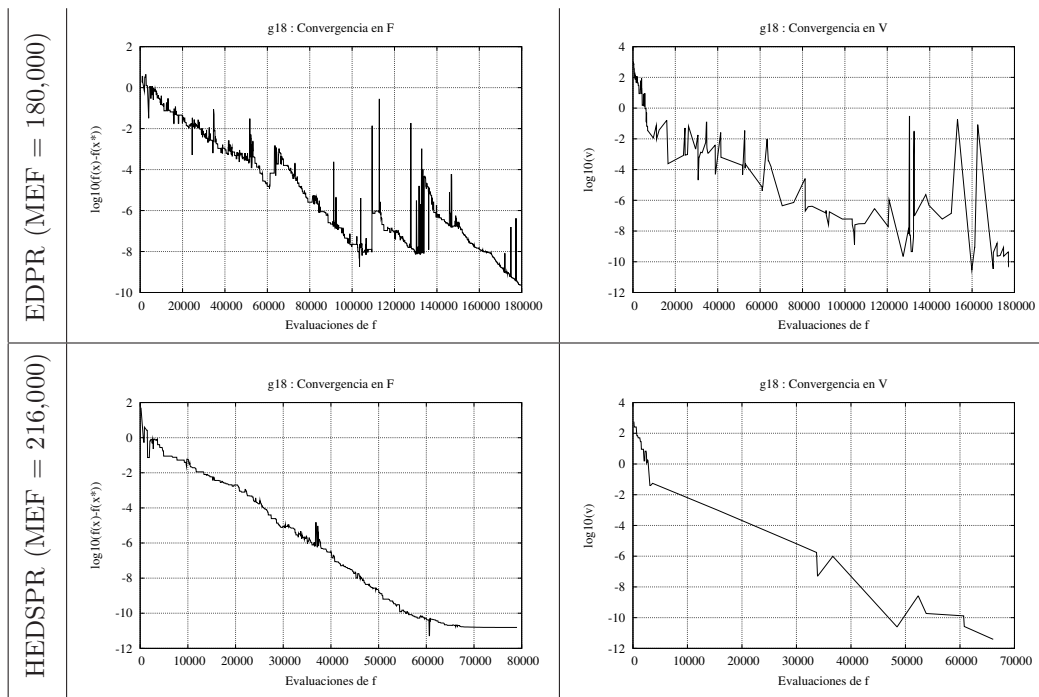 EDPR (MEF = 180,000)
g18 : Convergencia en F
log10(f(x)-f(x*))
2
0
-2
-4
-6
-8
-10
0 20000 40000 60000 80000 100000 120000 140000 160000 180000
Evaluaciones de f
g18 : Convergencia en V
log10(v)
4
2
0
-2
-4
-6
-8
-10
-12
0 20000 40000 60000 80000 100000 120000 140000 160000 180000
Evaluaciones de f
HEDSPR (MEF = 216,000)
g18 : Convergencia en F
log10(f(x)-f(x*))
2
0
-2
-4
-6
-8
-10
-12
0 10000 20000 30000 40000 50000 60000 70000 80000
Evaluaciones de f
g18 : Convergencia en V
log10(v)
4
2
0
-2
-4
-6
-8
-10
-12
0 10000 20000 30000 40000 50000 60000 70000
Evaluaciones de f